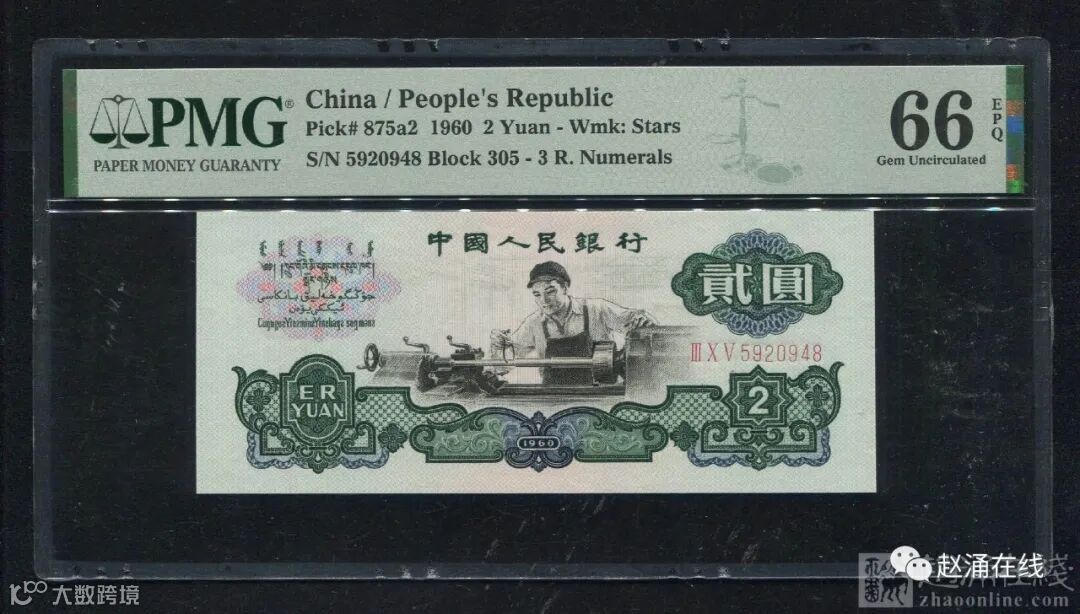 PMG®
PAPER MONEY GUARANTY
China / People's Republic
Pick# 875a2 1960 2 Yuan - Wmk: Stars
S/N 5920948 Block 305 - 3 R. Numerals
66
EPQ
Gem Uncirculated
中國人民銀行
貳圓
ⅢⅩⅤ5920948
ER
YUAN
2
1960
赵涌在线
zhaoonline.com
大数跨境